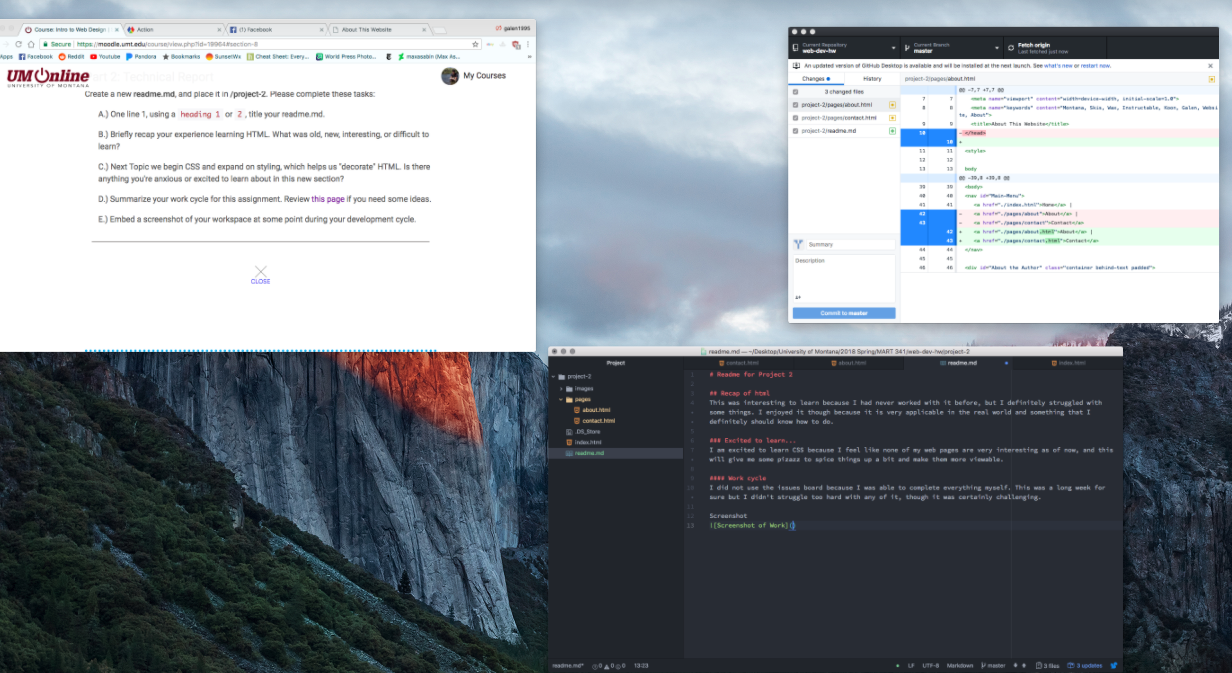 Course: Intro to Web Design
Action
(1) Facebook
About This Website
galen1995
Secure | https://moodle.umt.edu/course/view.php?id=19964#section-8
Apps Facebook Reddit Youtube Pandora Bookmarks SunsetWx Cheat Sheet: Every... World Press Photo... maxassbin (Max As...
UM Online
UNIVERSITY OF MONTANA
My Courses
Part 2: Technical Report
Create a new readme.md, and place it in /project-2. Please complete these tasks:
A.) One line 1, using a heading 1 or 2, title your readme.md.
B.) Briefly recap your experience learning HTML. What was old, new, interesting, or difficult to
learn?
C.) Next Topic we begin CSS and expand on styling, which helps us "decorate" HTML. Is there
anything you're anxious or excited to learn about in this new section?
D.) Summarize your work cycle for this assignment. Review this page if you need some ideas.
E.) Embed a screenshot of your workspace at some point during your development cycle.
CLOSE
Current Repository
web-dev-hw
Current Branch
master
Fetch origin
Last fetched just now
An updated version of GitHub Desktop is available and will be installed at the next launch. See what's new or restart now.
Changes
History
project-2/pages/about.html
3 changed files
project-2/pages/about.html
project-2/pages/contact.html
project-2/readme.md
@@ -7,7 +7,7 @@
7 7 <meta name="viewport" content="width=device-width, initial-scale=1.0">
8 8 <meta name="keywords" content="Montana, Skis, Wax, Instructable, Koon, Galen, Websi
te, About">
9 9 <title>About This Website</title>
10 -</head>
10 +
11 11 <style>
12 12
13 13 body
@@ -39,8 +39,8 @@
39 39 <body>
40 40 <nav id="Main-Menu">
41 41 <a href="./index.html">Home</a> |
42 - <a href="./pages/about">About</a> |
43 - <a href="./pages/contact">Contact</a>
42 + <a href="./pages/about.html">About</a> |
43 + <a href="./pages/contact.html">Contact</a>
44 44 </nav>
45 45
46 46 <div id="About the Author" class="container behind-text padded">
Summary
Description
Commit to master
readme.md — ~/Desktop/University of Montana/2018 Spring/MART 341/web-dev-hw/project-2
Project
contact.html
about.html
readme.md
index.html
project-2
images
pages
about.html
contact.html
.DS_Store
index.html
readme.md
1 # Readme for Project 2
2
3 ## Recap of html
4 This was interesting to learn because I had never worked with it before, but I definitely struggled with
some things. I enjoyed it though because it is very applicable in the real world and something that I
definitely should know how to do.
5
6 ### Excited to learn...
7 I am excited to learn CSS because I feel like none of my web pages are very interesting as of now, and this
will give me some pizazz to spice things up a bit and make them more viewable.
8
9 #### Work cycle
10 I did not use the issues board because I was able to complete everything myself. This was a long week for
sure but I didn't struggle too hard with any of it, though it was certainly challenging.
11
12 Screenshot
13 ![Screenshot of Work]()
readme.md* 0 0 0 13:23
LF UTF-8 Markdown master 3 files 3 updates